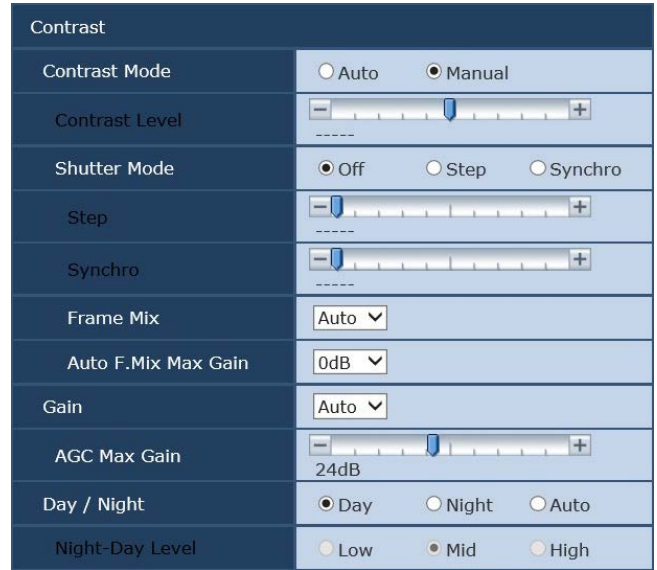 Contrast
Contrast Mode Auto Manual
Contrast Level - +
-----
Shutter Mode Off Step Synchro
Step - +
-----
Synchro - +
-----
Frame Mix Auto
Auto F.Mix Max Gain 0dB
Gain Auto
AGC Max Gain - +
24dB
Day / Night Day Night Auto
Night-Day Level Low Mid High